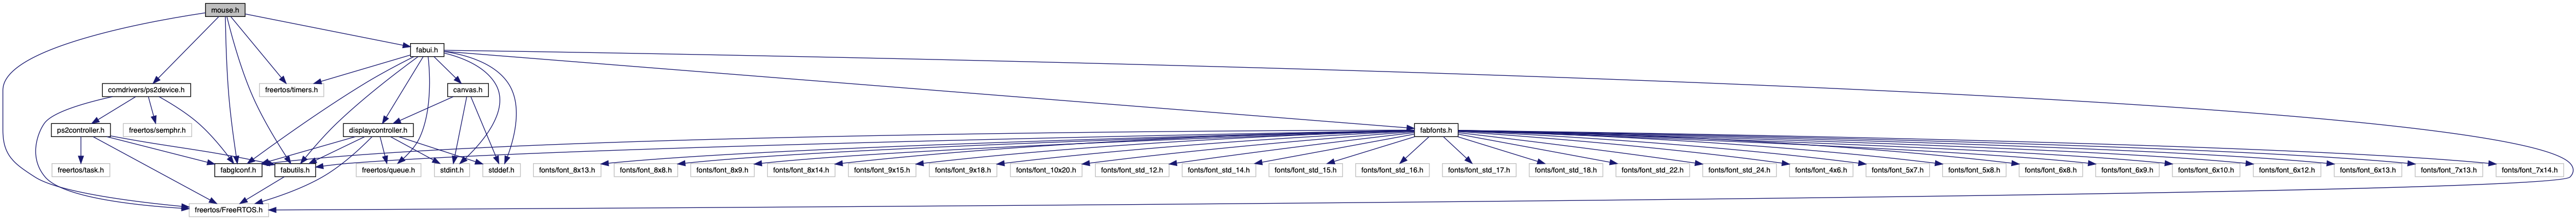 mouse.h
fabui.h
comdrivers/ps2device.h
freertos/timers.h
canvas.h
ps2controller.h
freertos/semphr.h
displaycontroller.h
fabfonts.h
freertos/task.h
fabglconf.h
fabutils.h
freertos/queue.h
stdint.h
stddef.h
fonts/font_8x13.h
fonts/font_8x8.h
fonts/font_8x9.h
fonts/font_8x14.h
fonts/font_9x15.h
fonts/font_9x18.h
fonts/font_10x20.h
fonts/font_std_12.h
fonts/font_std_14.h
fonts/font_std_15.h
fonts/font_std_16.h
fonts/font_std_17.h
fonts/font_std_18.h
fonts/font_std_22.h
fonts/font_std_24.h
fonts/font_4x6.h
fonts/font_5x7.h
fonts/font_5x8.h
fonts/font_6x8.h
fonts/font_6x9.h
fonts/font_6x10.h
fonts/font_6x12.h
fonts/font_6x13.h
fonts/font_7x13.h
fonts/font_7x14.h
freertos/FreeRTOS.h